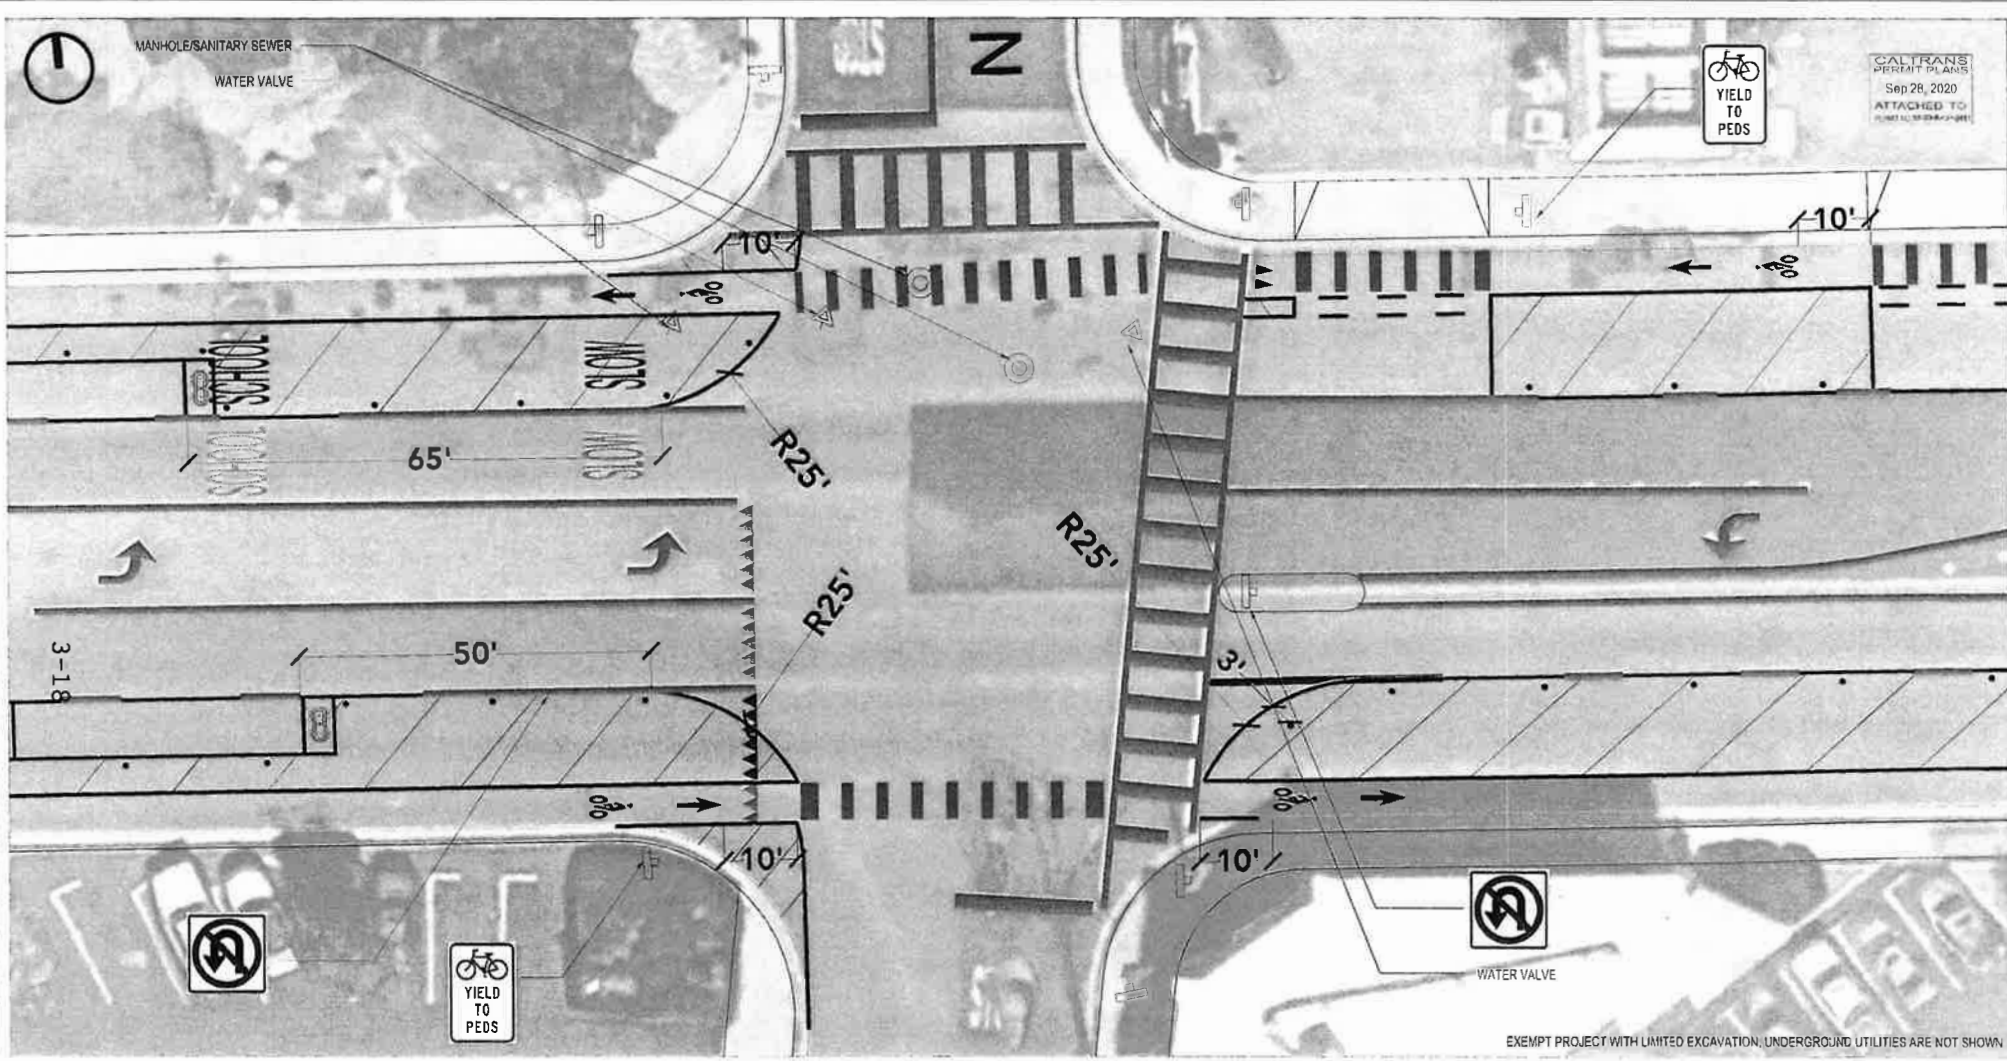 MANHOLE/SANITARY SEWER
WATER VALVE
N
YIELD
TO
PEDS
CALTRANS
PERMIT PLANS
Sep 28, 2020
ATTACHED TO
10'
10'
SCHOOL
SLOW
SCHOOL
SLOW
65'
R25'
R25'
R25'
3-18
50'
3'
10'
10'
YIELD
TO
PEDS
WATER VALVE
EXEMPT PROJECT WITH LIMITED EXCAVATION, UNDERGROUND UTILITIES ARE NOT SHOWN